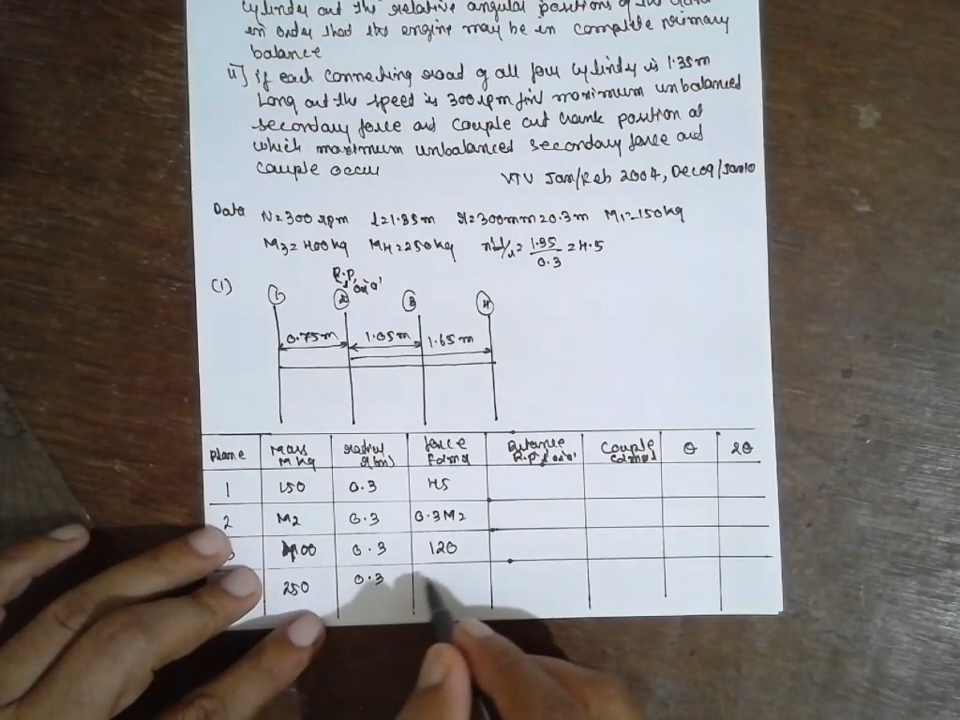 cylinder and the relative angular positions of the
in order that the engine may be in complete primary
balance
ii] if each connecting road of all four cylindy is 1.35m
Long and the speed is 300rpm find maximum unbalanced
secondary force and couple and crank position at
which maximum unbalanced secondary force and
couple occur
VTU Jan/Feb 2004, Dec09/Jan10
Data N=300 rpm l=1.35m r=300mm=0.3m M1=150kg
M3=400kg M4=250kg n=l/r= 1.35/0.3 =4.5
R.P.
(1) 1 2 3 4
0.75m 1.05m 1.65m
Plane Mass M kg radius r(m) force Couple θ 2θ
1 150 0.3 45
2 M2 0.3 0.3M2
400 0.3 120
250 0.3